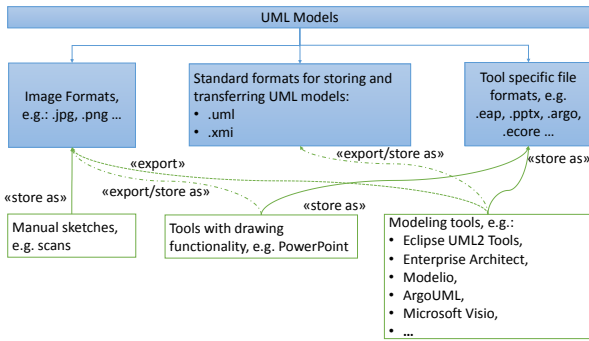 UML Models
Image Formats,
e.g.: .jpg, .png ...
Standard formats for storing and
transferring UML models:
• .uml
• .xmi
Tool specific file
formats, e.g.
.eap, .pptx, .argo,
.ecore ...
«export»
«export/store as»
«store as»
«store as»
«export/store as»
«store as»
Manual sketches,
e.g. scans
Tools with drawing
functionality, e.g. PowerPoint
Modeling tools, e.g.:
• Eclipse UML2 Tools,
• Enterprise Architect,
• Modelio,
• ArgoUML,
• Microsoft Visio,
• ...